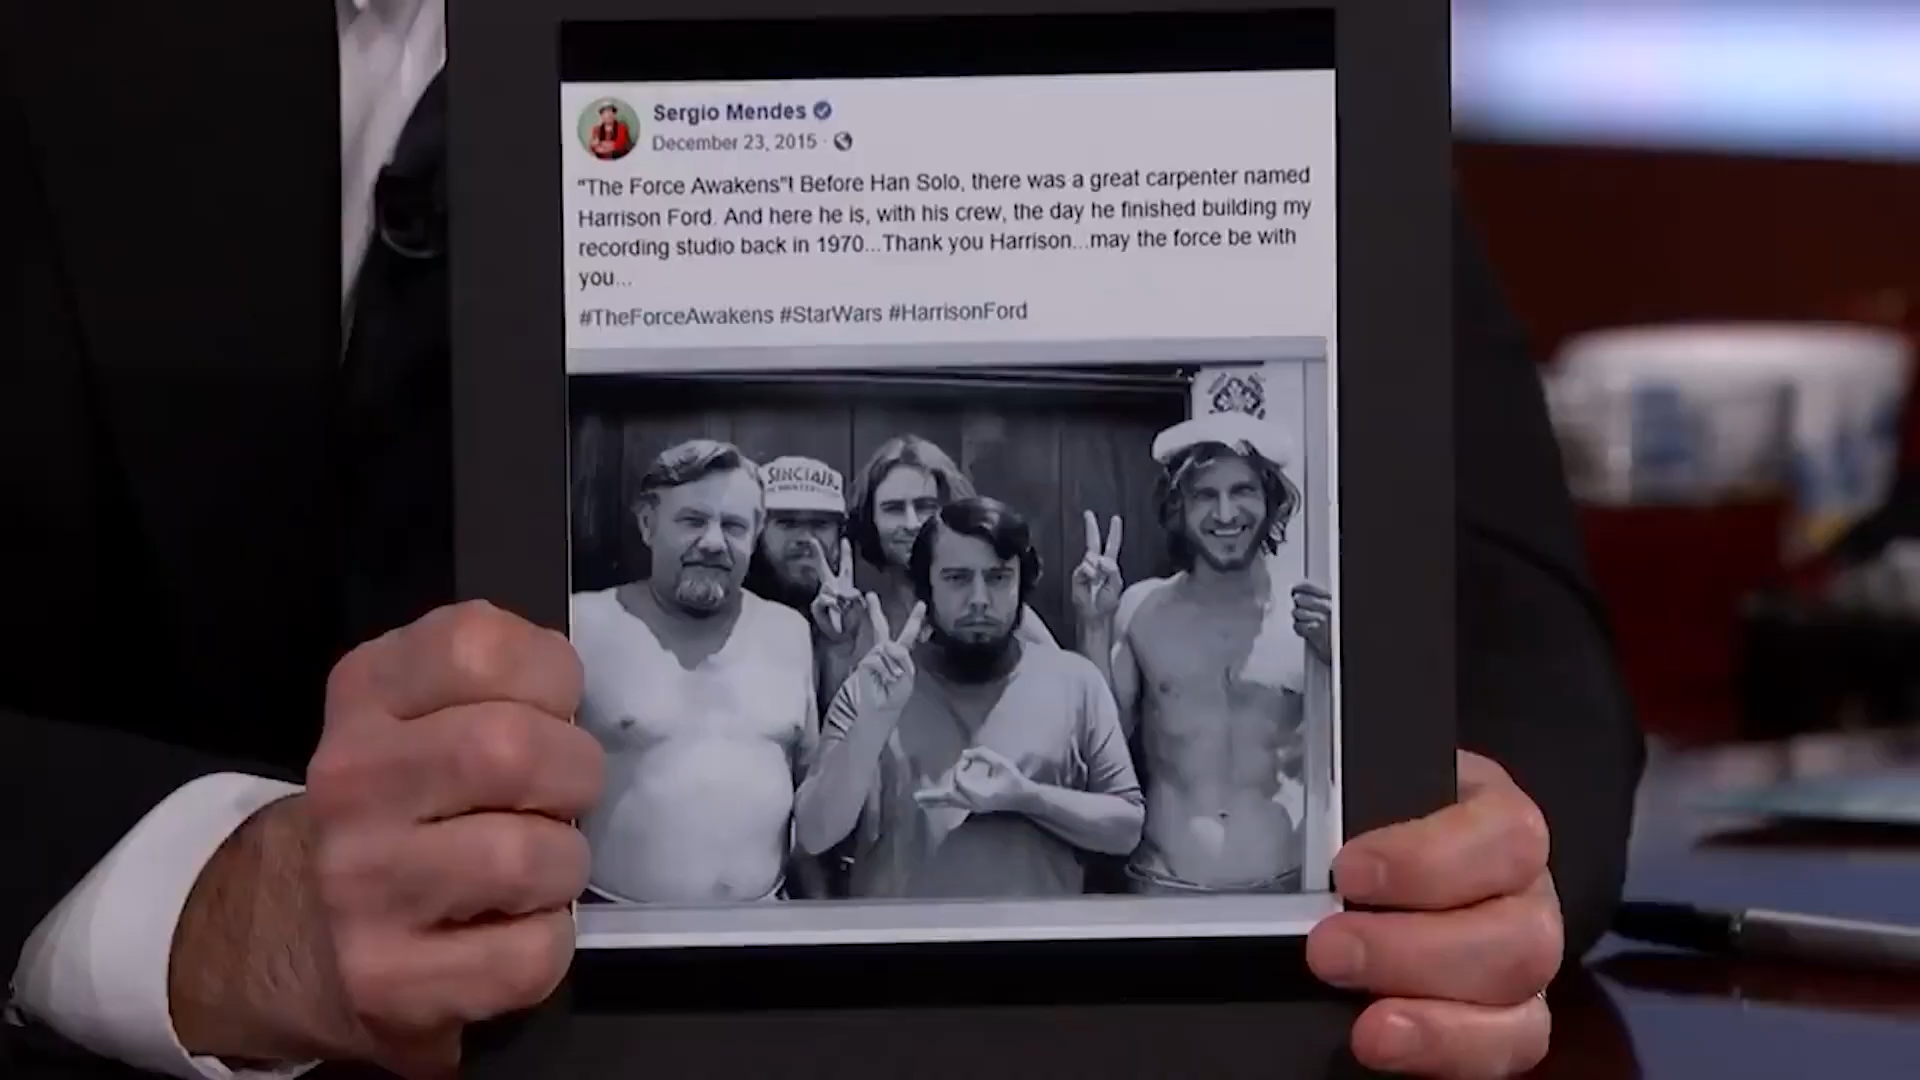 Sergio Mendes
December 23, 2015 ·
"The Force Awakens"! Before Han Solo, there was a great carpenter named
Harrison Ford. And here he is, with his crew, the day he finished building my
recording studio back in 1970...Thank you Harrison...may the force be with
you...
#TheForceAwakens #StarWars #HarrisonFord
SINCLAIR